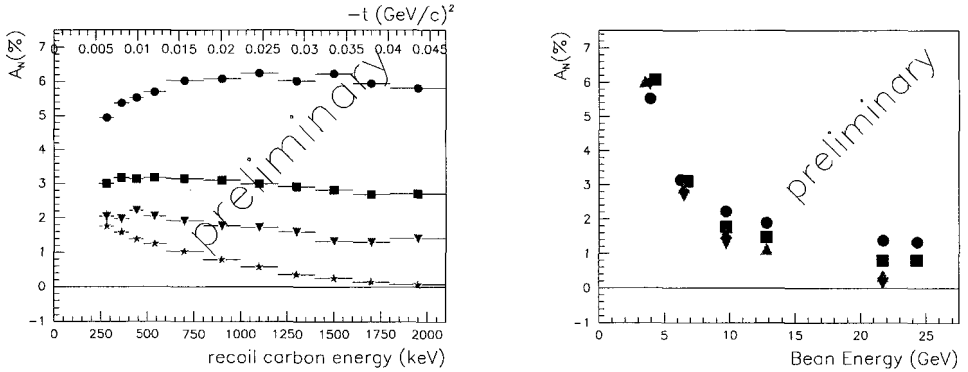 −t (GeV/c)²
0 0.005 0.01 0.015 0.02 0.025 0.03 0.035 0.04 0.045
A_N(%)
7
6
5
4
3
2
1
0
−1
preliminary
0 250 500 750 1000 1250 1500 1750 2000
recoil carbon energy (keV)
A_N(%)
7
6
5
4
3
2
1
0
−1
preliminary
0 5 10 15 20 25
Bean Energy (GeV)